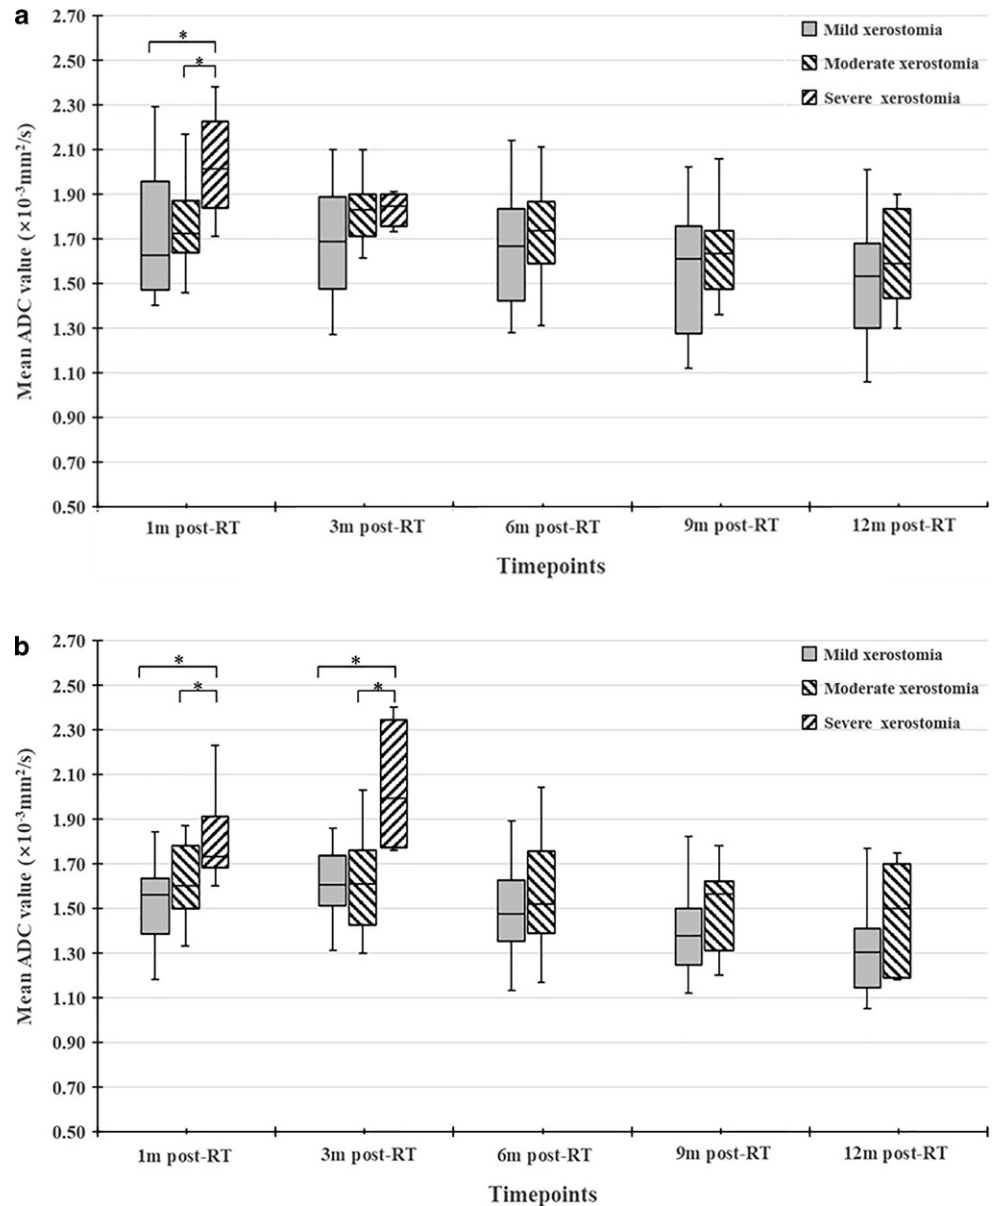 a
2.70
2.50
2.30
2.10
1.90
1.70
1.50
1.30
1.10
0.90
0.70
0.50
Mean ADC value (×10⁻³mm²/s)
*
*
Mild xerostomia
Moderate xerostomia
Severe xerostomia
1m post-RT 3m post-RT 6m post-RT 9m post-RT 12m post-RT
Timepoints
b
2.70
2.50
2.30
2.10
1.90
1.70
1.50
1.30
1.10
0.90
0.70
0.50
Mean ADC value (×10⁻³mm²/s)
* *
* *
Mild xerostomia
Moderate xerostomia
Severe xerostomia
1m post-RT 3m post-RT 6m post-RT 9m post-RT 12m post-RT
Timepoints